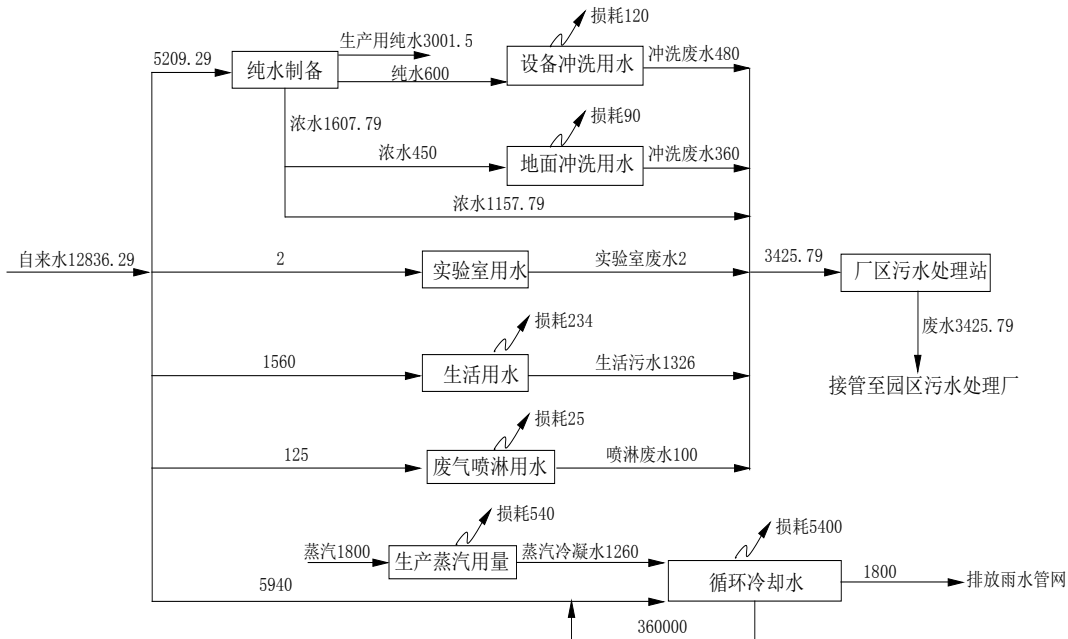 损耗120
生产用纯水3001.5
5209.29
纯水制备
纯水600
设备冲洗用水
冲洗废水480
浓水1607.79
损耗90
浓水450
地面冲洗用水
冲洗废水360
浓水1157.79
自来水12836.29
2
实验室用水
实验室废水2
3425.79
厂区污水处理站
废水3425.79
接管至园区污水处理厂
损耗234
1560
生活用水
生活污水1326
损耗25
125
废气喷淋用水
喷淋废水100
损耗540
损耗5400
蒸汽1800
生产蒸汽用量
蒸汽冷凝水1260
循环冷却水
1800
排放雨水管网
5940
360000